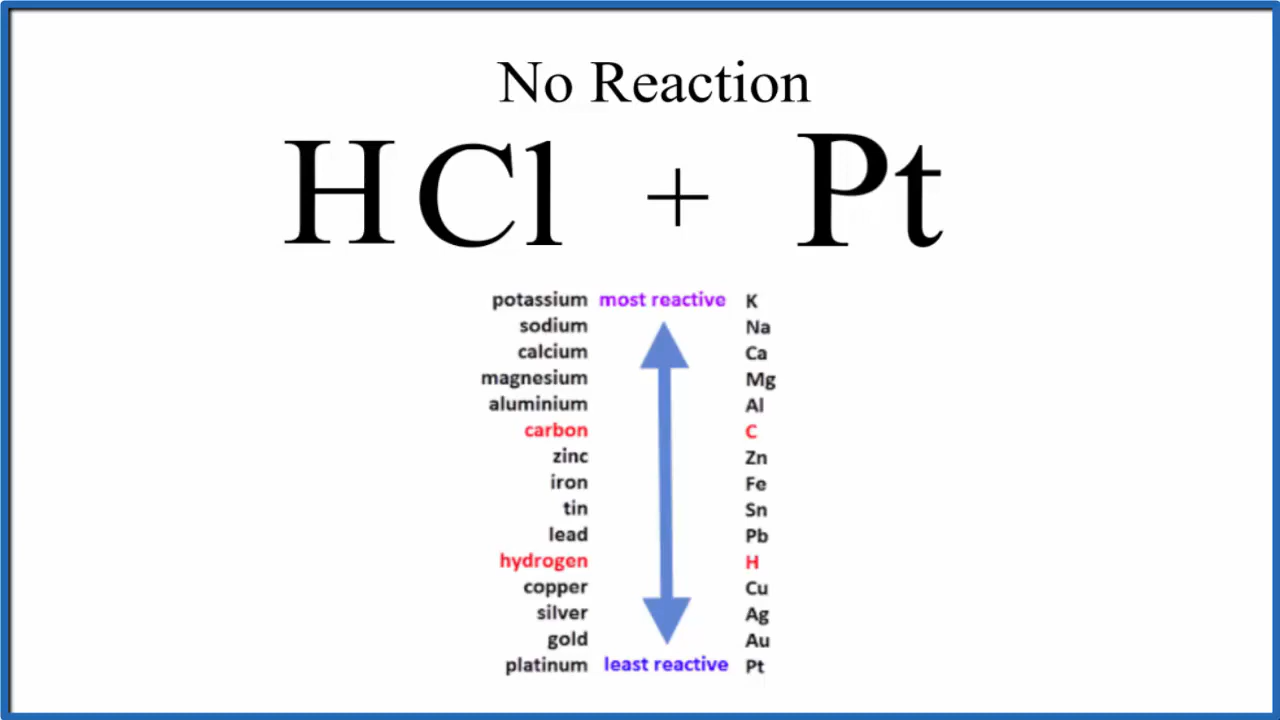 No Reaction
HCl + Pt
potassium most reactive K
sodium Na
calcium Ca
magnesium Mg
aluminium Al
carbon C
zinc Zn
iron Fe
tin Sn
lead Pb
hydrogen H
copper Cu
silver Ag
gold Au
platinum least reactive Pt